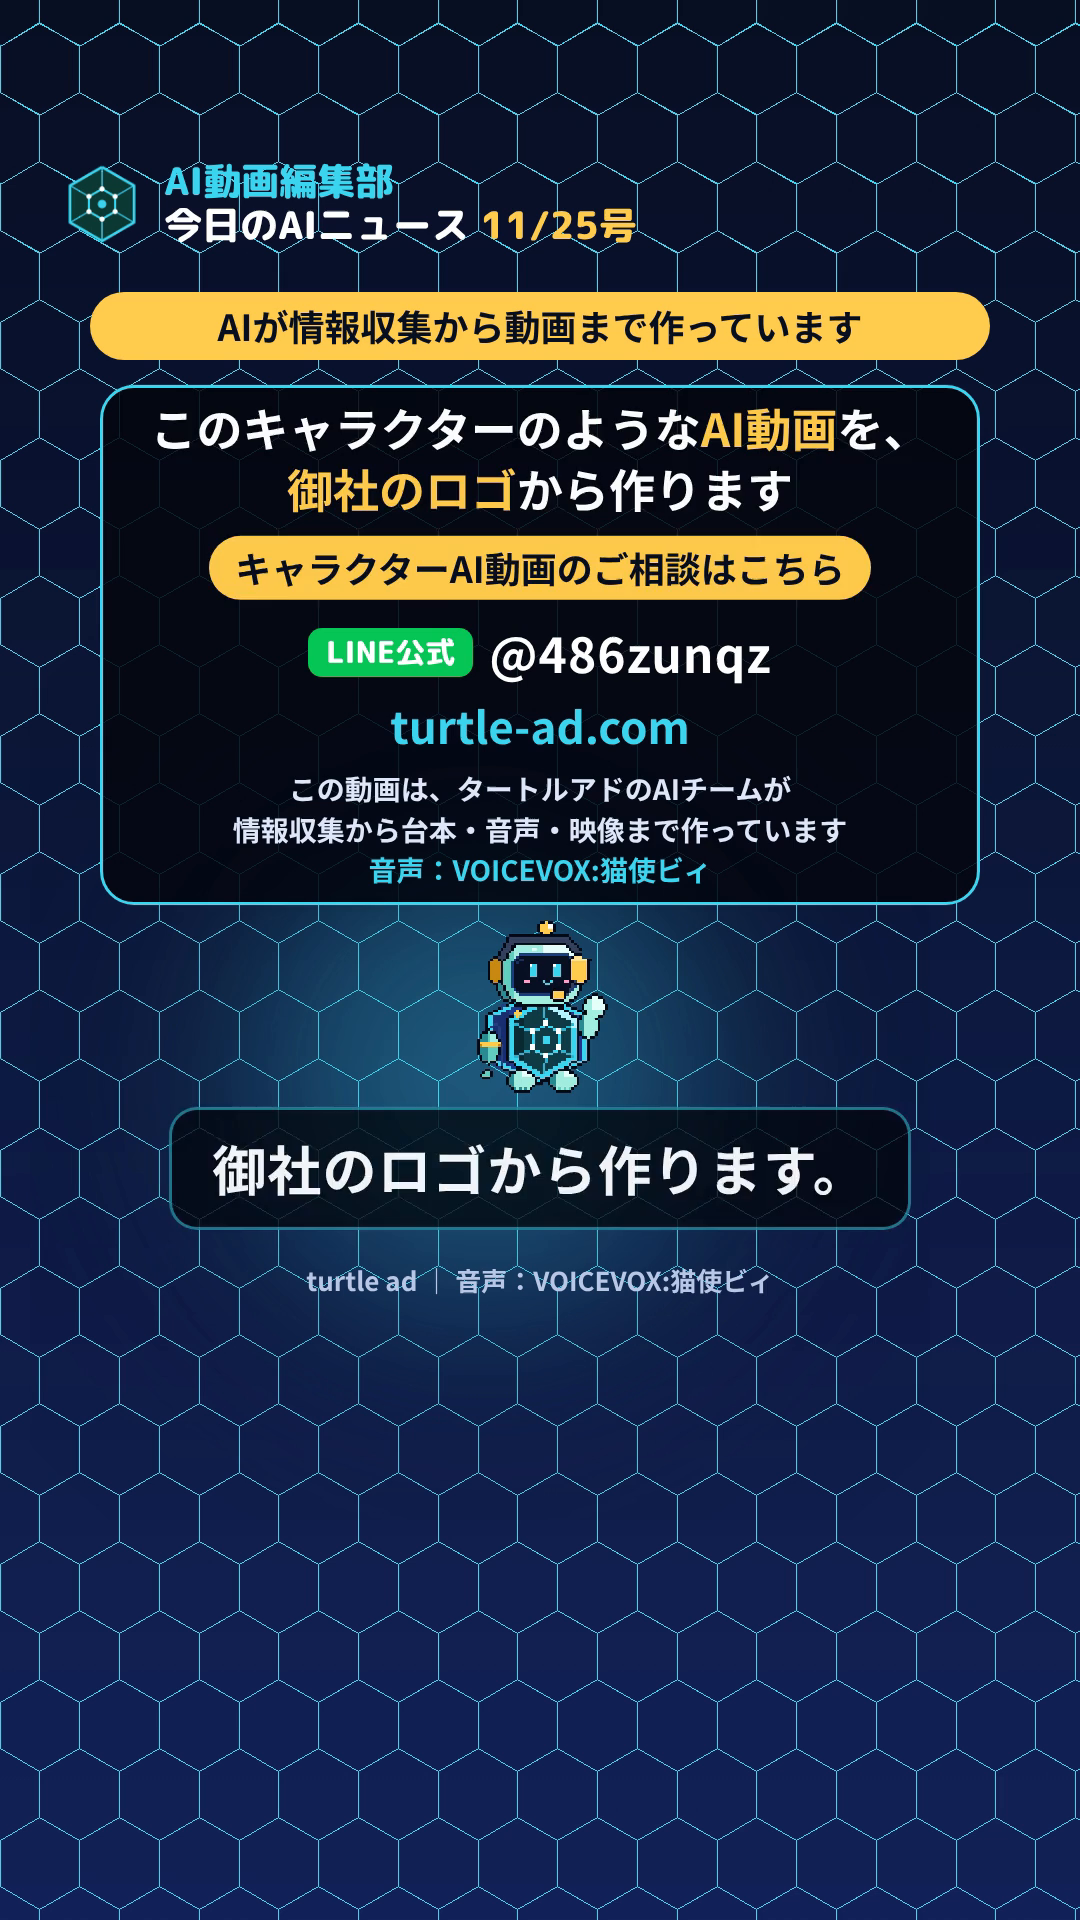 AI動画編集部
今日のAIニュース 11/25号
AIが情報収集から動画まで作っています
このキャラクターのようなAI動画を、
御社のロゴから作ります
キャラクターAI動画のご相談はこちら
LINE公式 @486zunqz
turtle-ad.com
この動画は、タートルアドのAIチームが
情報収集から台本・音声・映像まで作っています
音声：VOICEVOX:猫使ビィ
御社のロゴから作ります。
turtle ad ｜ 音声：VOICEVOX:猫使ビィ